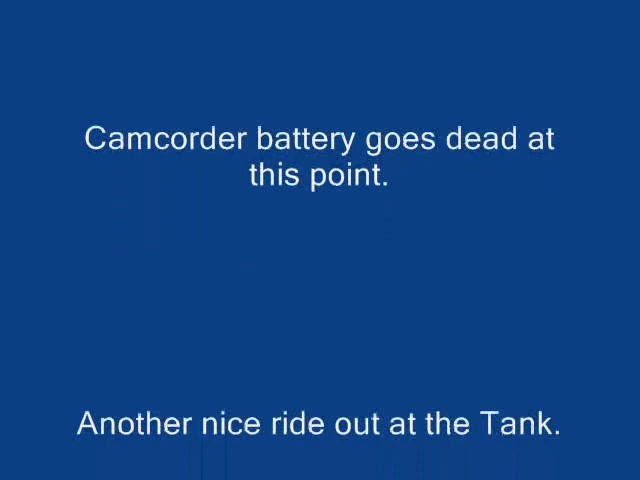 Camcorder battery goes dead at
this point.
Another nice ride out at the Tank.